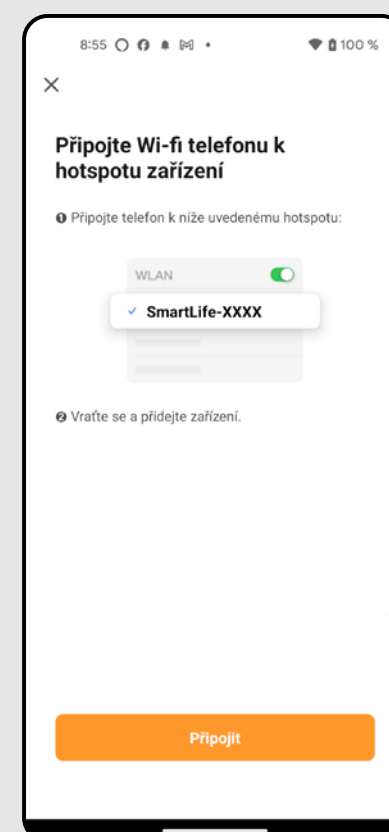 8:55 100 %
Připojte Wi-fi telefonu k
hotspotu zařízení
❶ Připojte telefon k níže uvedenému hotspotu:
WLAN
SmartLife-XXXX
❷ Vraťte se a přidejte zařízení.
Připojit